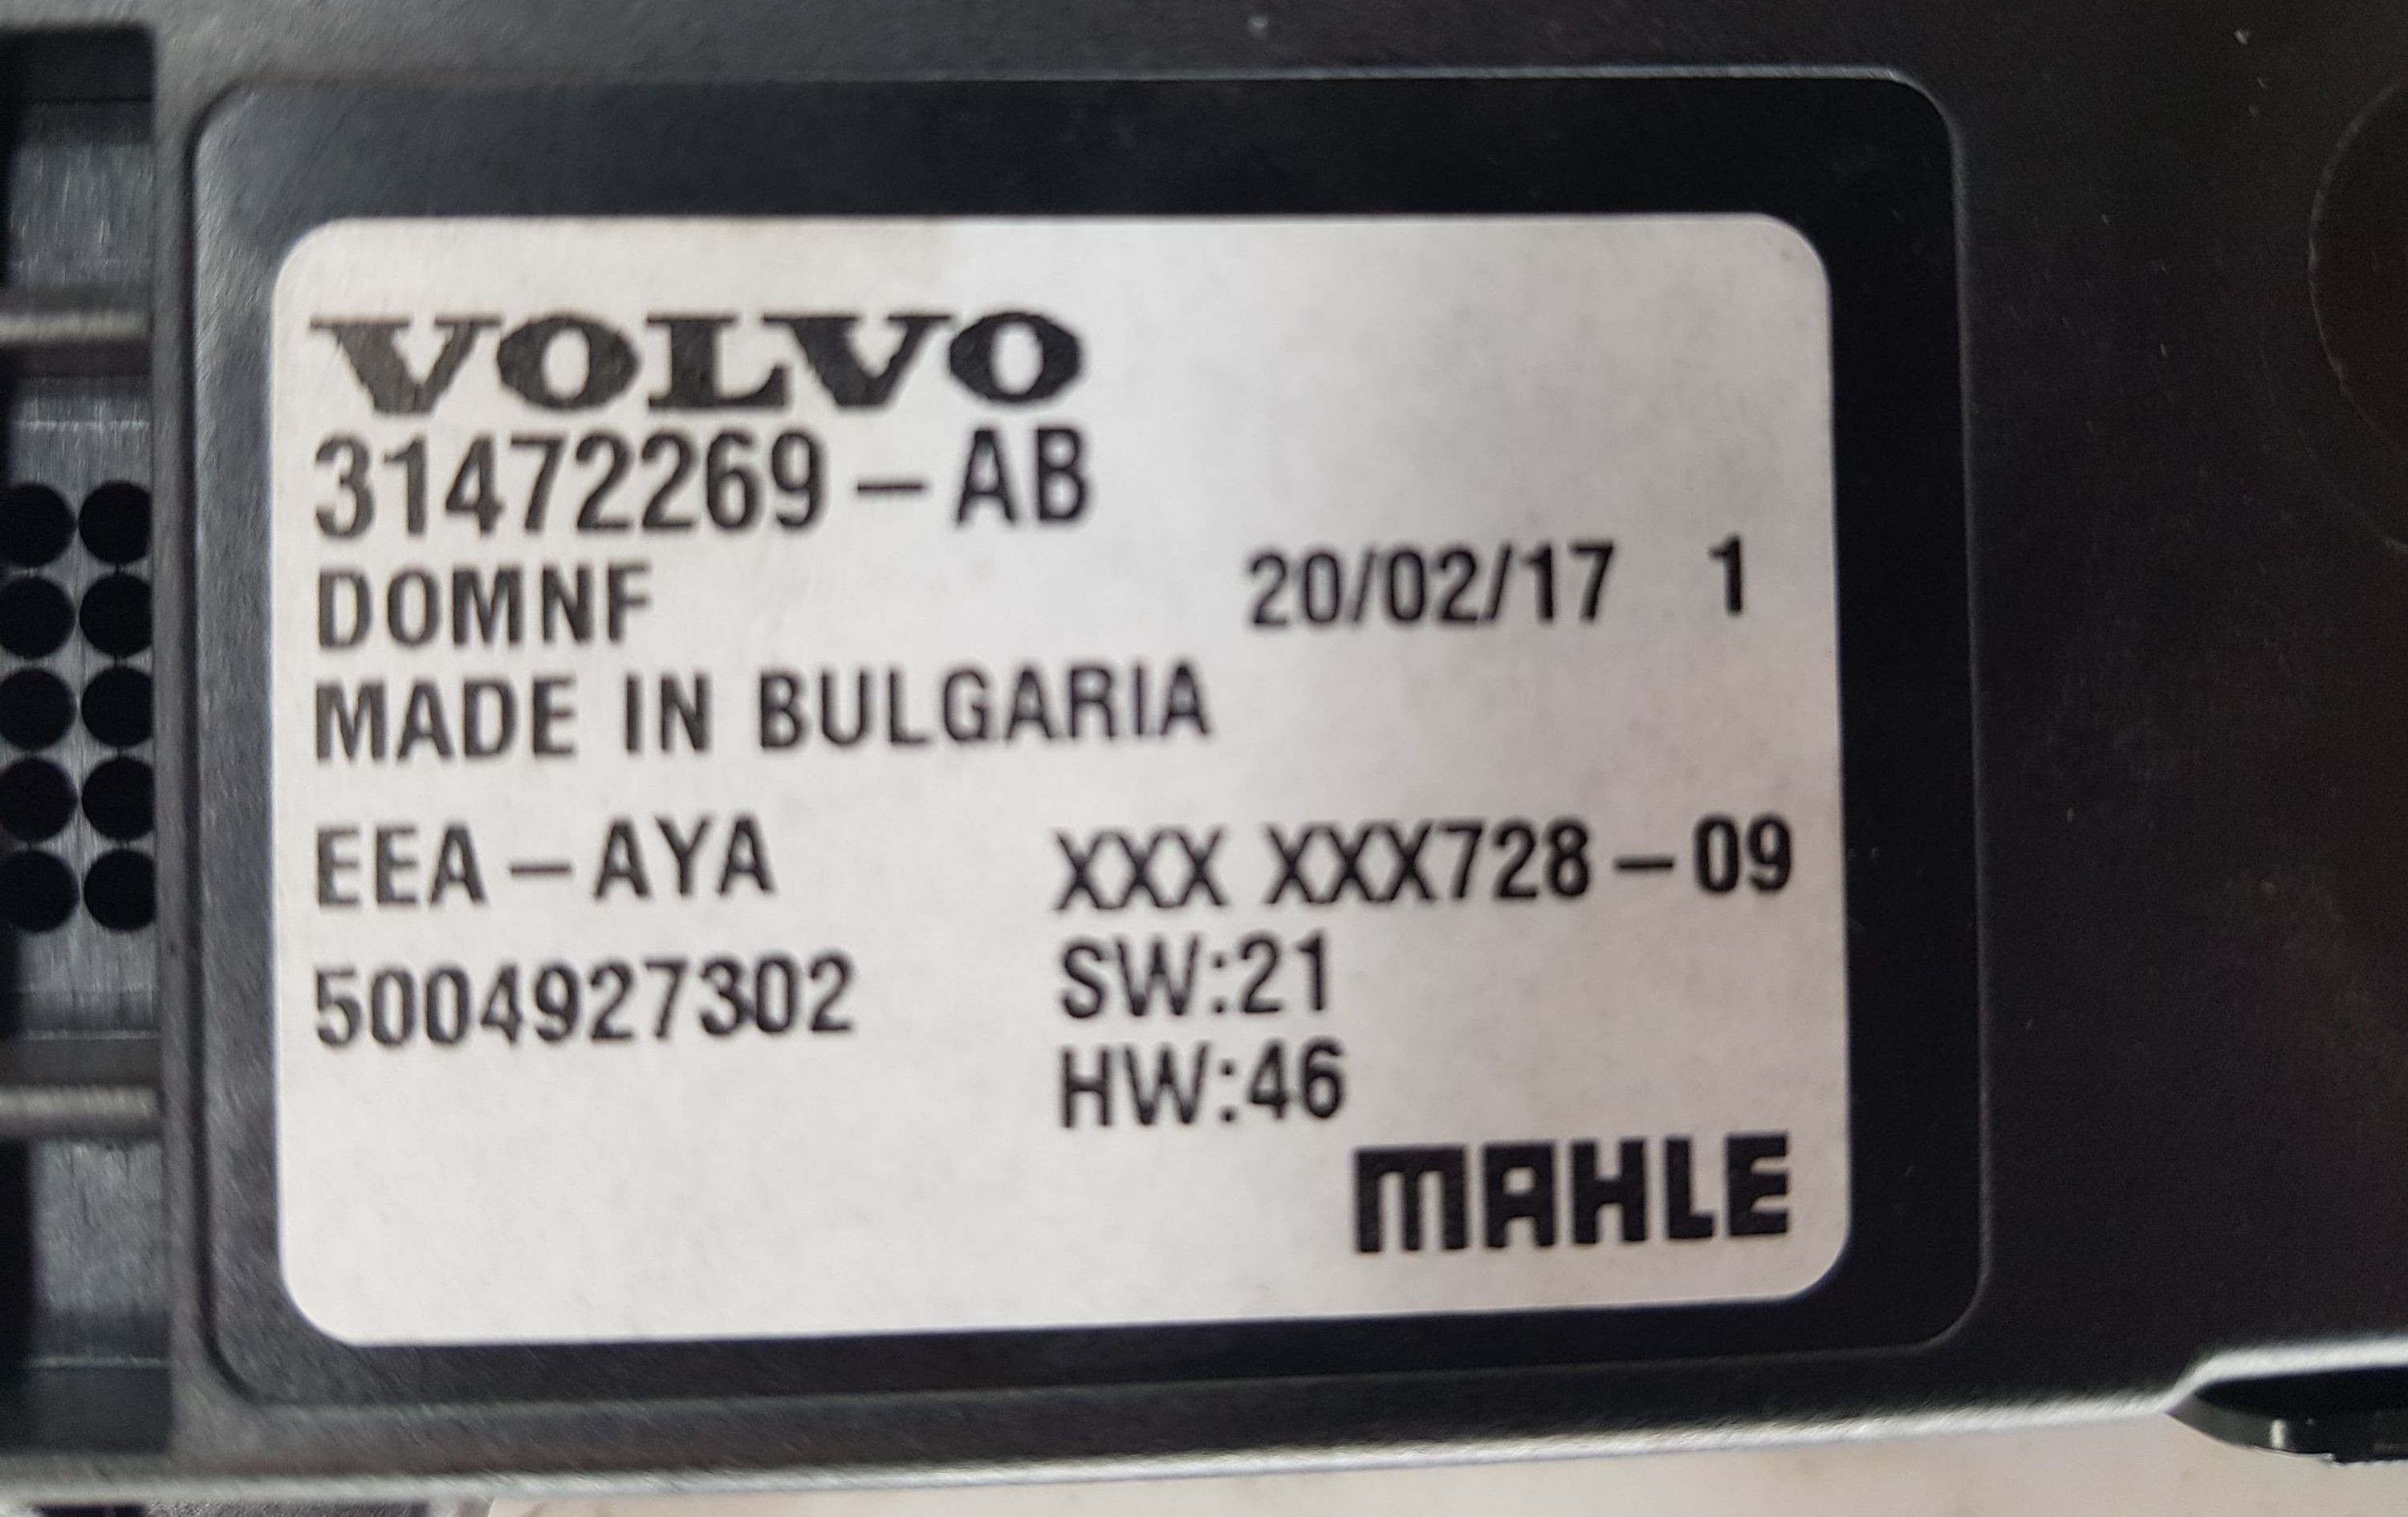 VOLVO
31472269-AB
DOMNF 20/02/17 1
MADE IN BULGARIA
EEA-AYA XXX XXX728-09
5004927302 SW:21
HW:46
MAHLE